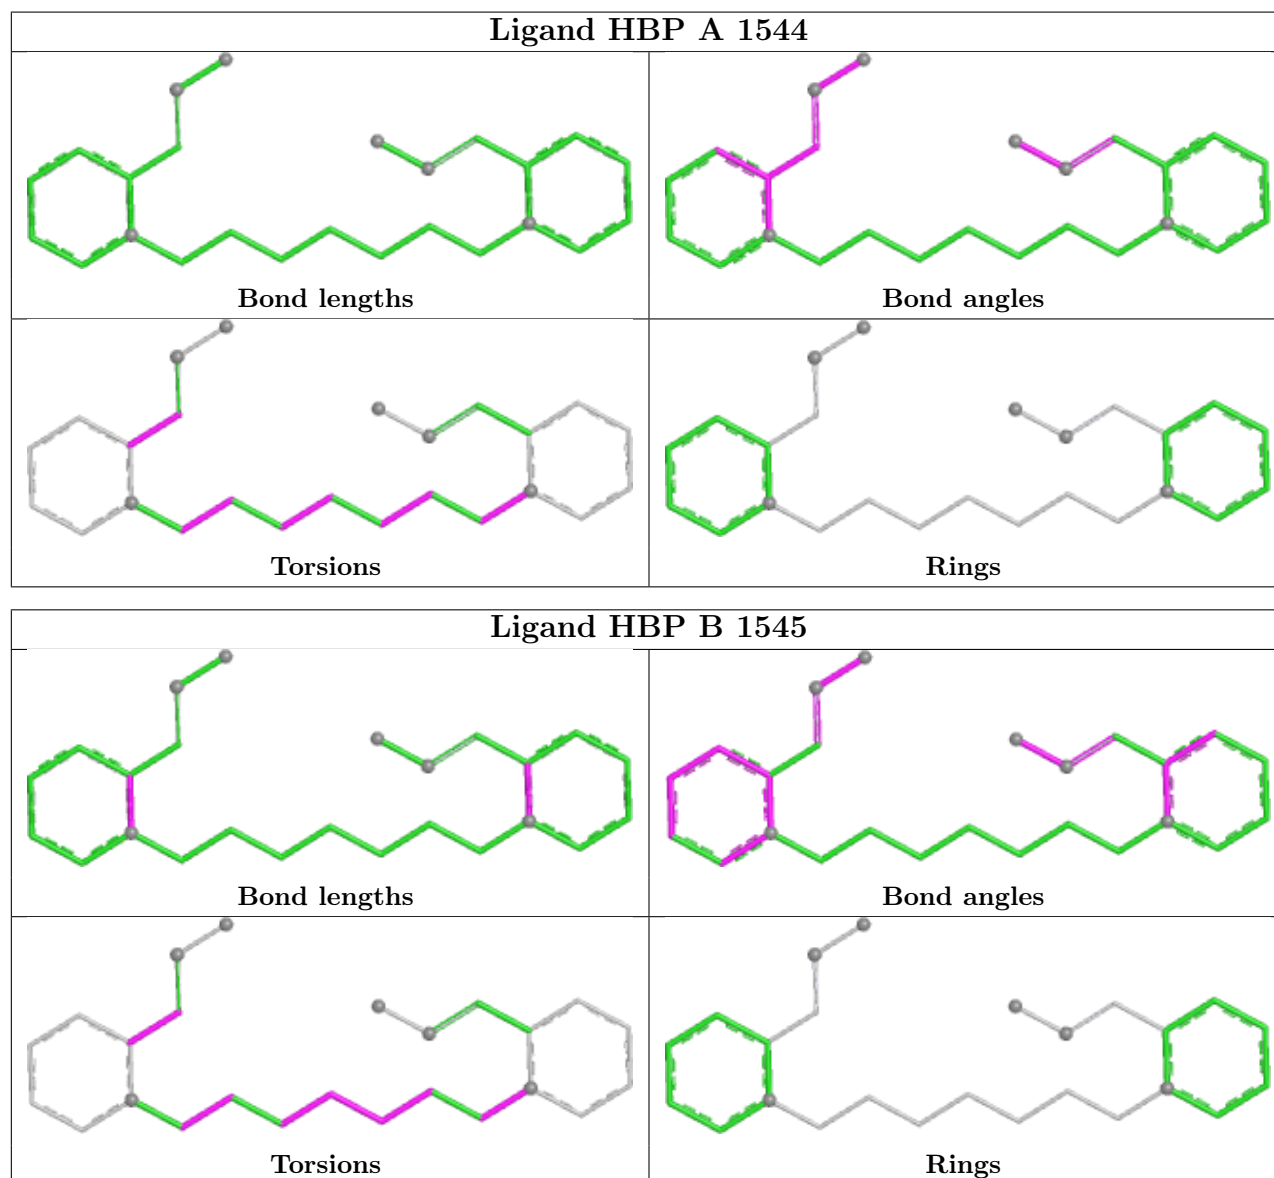 Ligand HBP A 1544
Bond lengths
Bond angles
Torsions
Rings
Ligand HBP B 1545
Bond lengths
Bond angles
Torsions
Rings